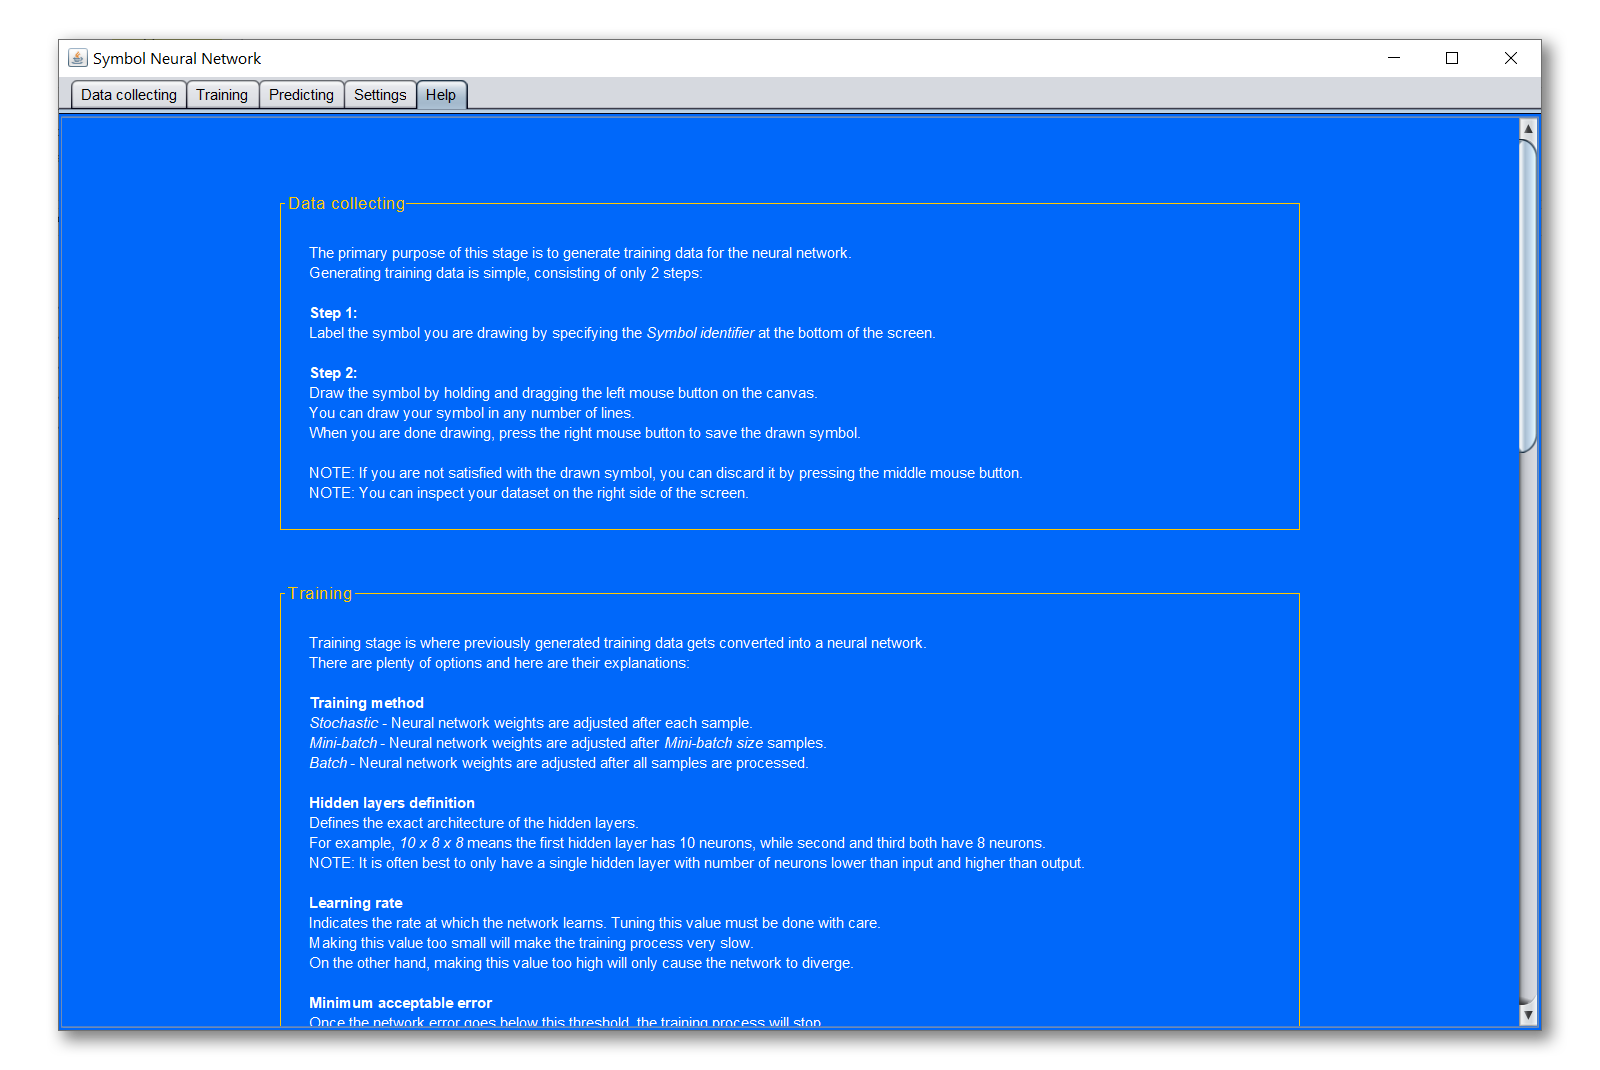 Symbol Neural Network
Data collecting Training Predicting Settings Help
Data collecting
The primary purpose of this stage is to generate training data for the neural network.
Generating training data is simple, consisting of only 2 steps:
Step 1:
Label the symbol you are drawing by specifying the Symbol identifier at the bottom of the screen.
Step 2:
Draw the symbol by holding and dragging the left mouse button on the canvas.
You can draw your symbol in any number of lines.
When you are done drawing, press the right mouse button to save the drawn symbol.
NOTE: If you are not satisfied with the drawn symbol, you can discard it by pressing the middle mouse button.
NOTE: You can inspect your dataset on the right side of the screen.
Training
Training stage is where previously generated training data gets converted into a neural network.
There are plenty of options and here are their explanations:
Training method
Stochastic - Neural network weights are adjusted after each sample.
Mini-batch - Neural network weights are adjusted after Mini-batch size samples.
Batch - Neural network weights are adjusted after all samples are processed.
Hidden layers definition
Defines the exact architecture of the hidden layers.
For example, 10 x 8 x 8 means the first hidden layer has 10 neurons, while second and third both have 8 neurons.
NOTE: It is often best to only have a single hidden layer with number of neurons lower than input and higher than output.
Learning rate
Indicates the rate at which the network learns. Tuning this value must be done with care.
Making this value too small will make the training process very slow.
On the other hand, making this value too high will only cause the network to diverge.
Minimum acceptable error
Once the network error goes below this threshold, the training process will stop.